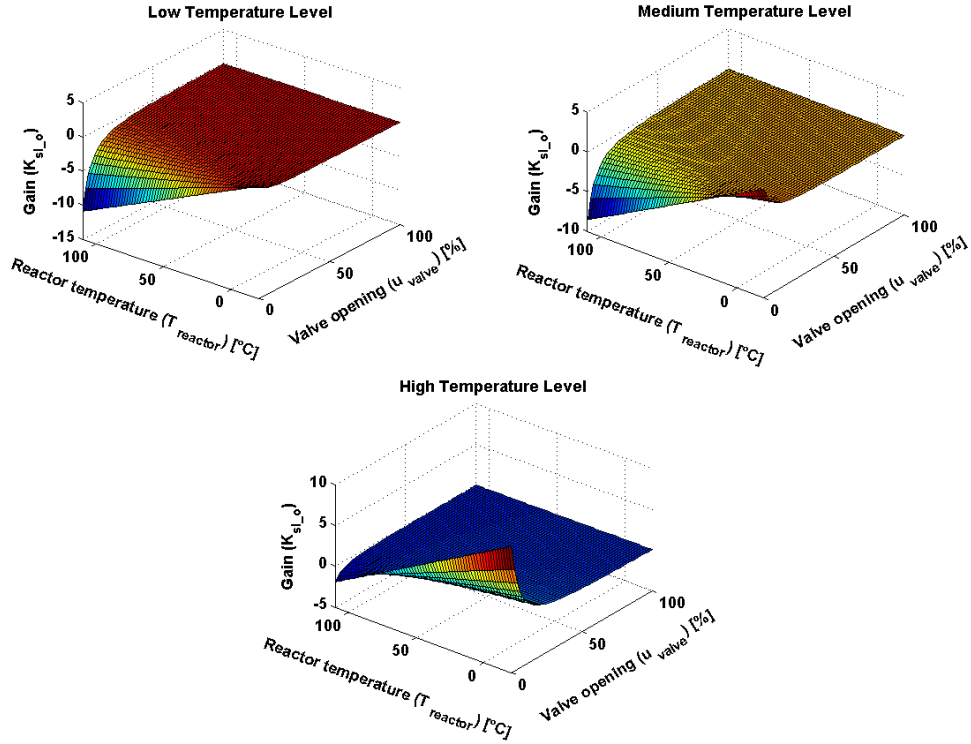 Low Temperature Level
5
0
-5
-10
-15
Gain (K_sl_o)
100
50
0
Reactor temperature (T_reactor) [ºC]
0
50
100
Valve opening (u_valve) [%]
Medium Temperature Level
5
0
-5
-10
Gain (K_sl_o)
100
50
0
Reactor temperature (T_reactor) [ºC]
0
50
100
Valve opening (u_valve) [%]
High Temperature Level
10
5
0
-5
Gain (K_sl_o)
100
50
0
Reactor temperature (T_reactor) [ºC]
0
50
100
Valve opening (u_valve) [%]